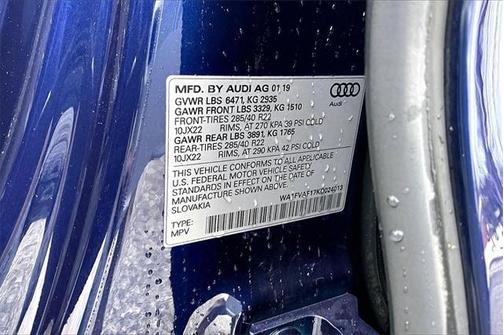 MFD. BY AUDI AG 01 19
GVWR LBS 6471, KG 2935
GAWR FRONT LBS 3329, KG 1510
FRONT-TIRES 285/40 R22
10JX22 RIMS, AT 270 KPA 39 PSI COLD
GAWR REAR LBS 3891, KG 1765
REAR-TIRES 285/40 R22
10JX22 RIMS, AT 290 KPA 42 PSI COLD
THIS VEHICLE CONFORMS TO ALL APPLICABLE
U.S. FEDERAL MOTOR VEHICLE SAFETY
STANDARDS IN EFFECT ON THE DATE OF
MANUFACTURE SHOWN ABOVE.
SLOVAKIA
WA1FVAF17KD024013
TYPE:
MPV
Audi